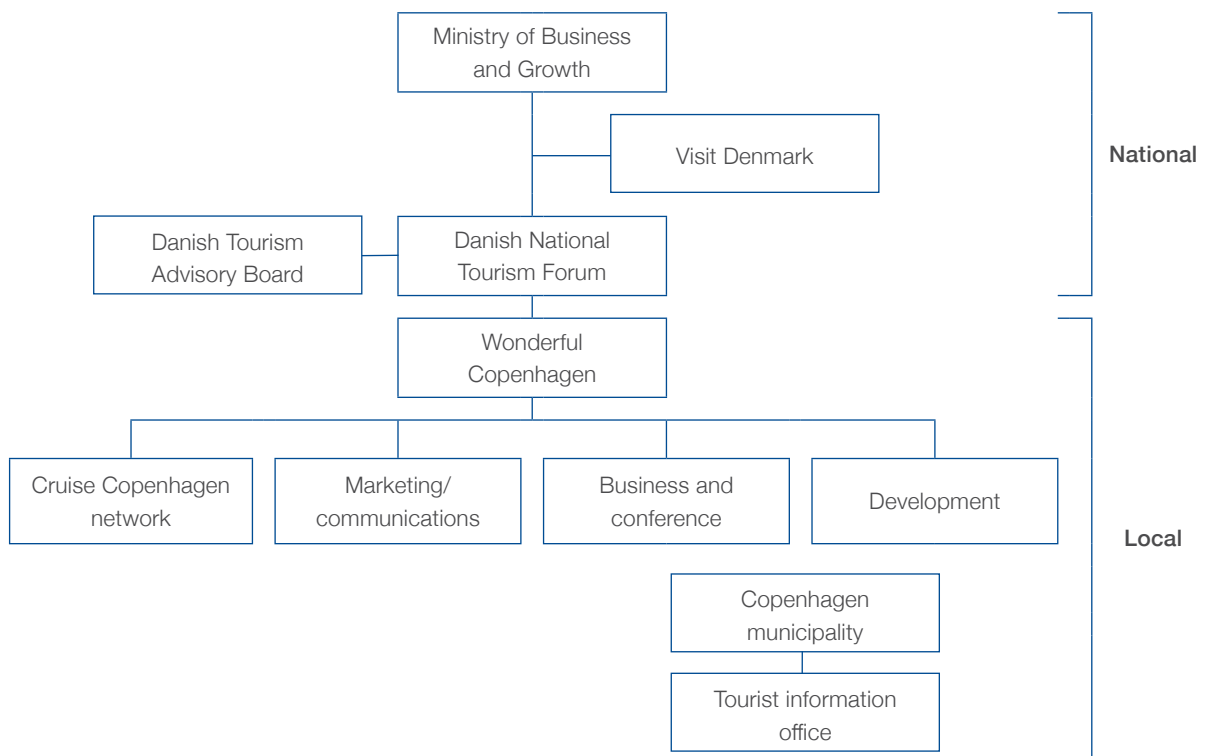 Ministry of Business
and Growth
Visit Denmark
National
Danish Tourism
Advisory Board
Danish National
Tourism Forum
Wonderful
Copenhagen
Cruise Copenhagen
network
Marketing/
communications
Business and
conference
Development
Local
Copenhagen
municipality
Tourist information
office